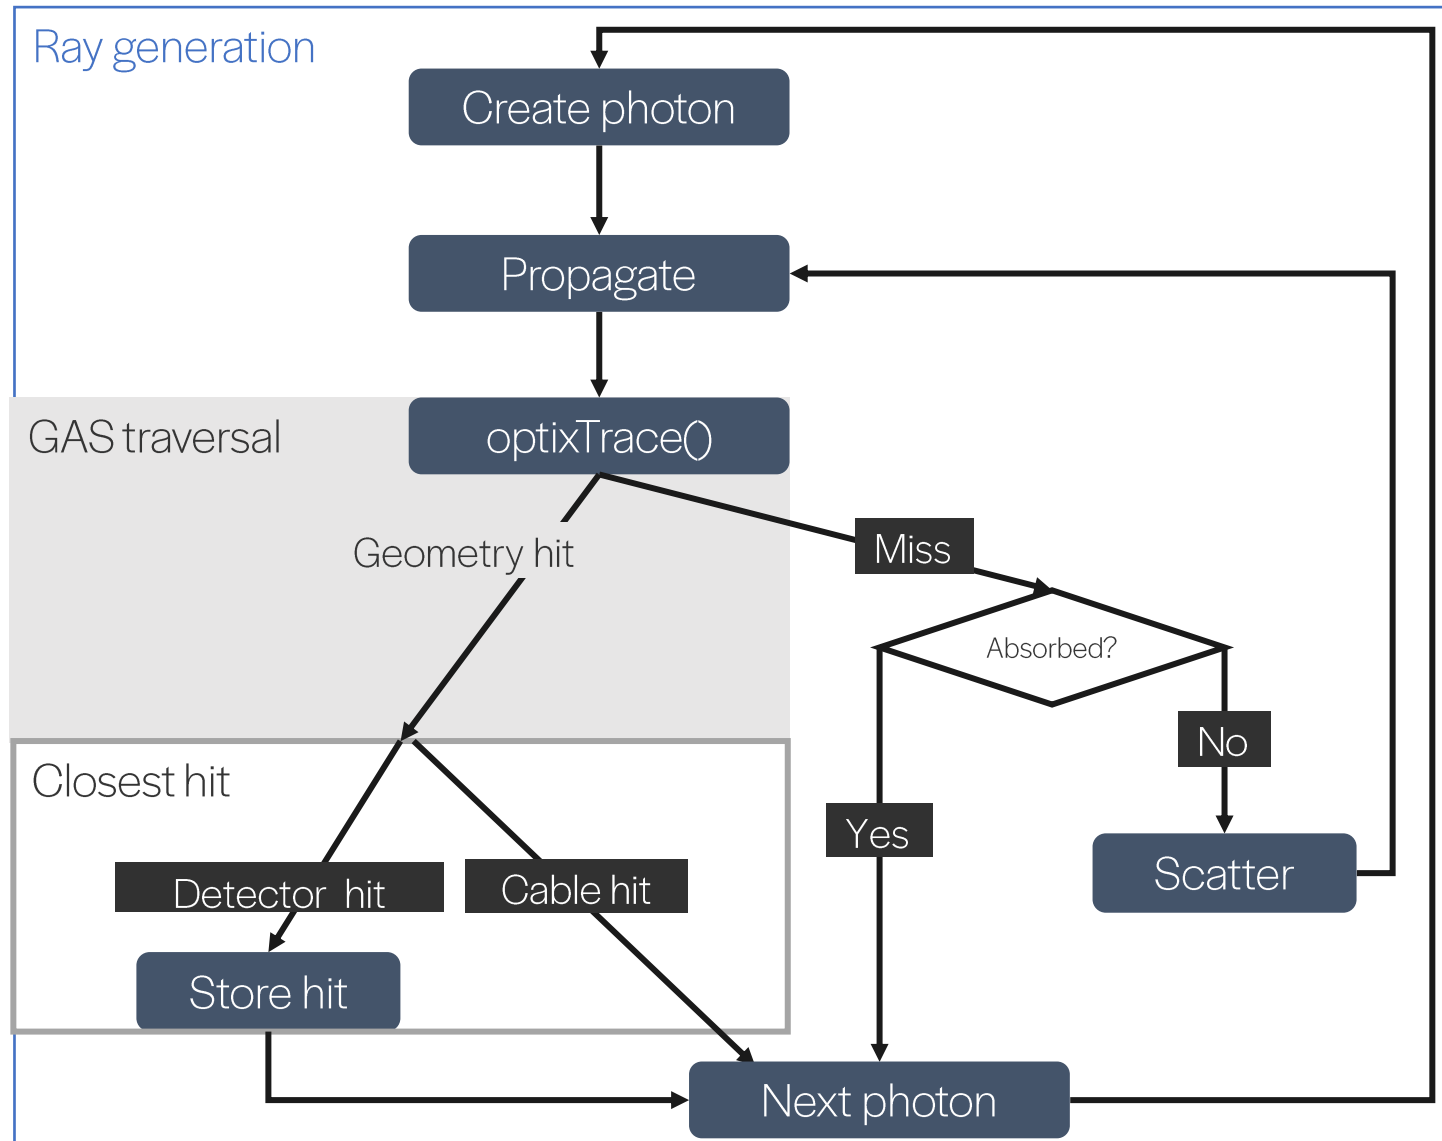 Ray generation
Create photon
Propagate
GAS traversal
optixTrace()
Geometry hit
Miss
Absorbed?
No
Closest hit
Yes
Scatter
Detector hit
Cable hit
Store hit
Next photon